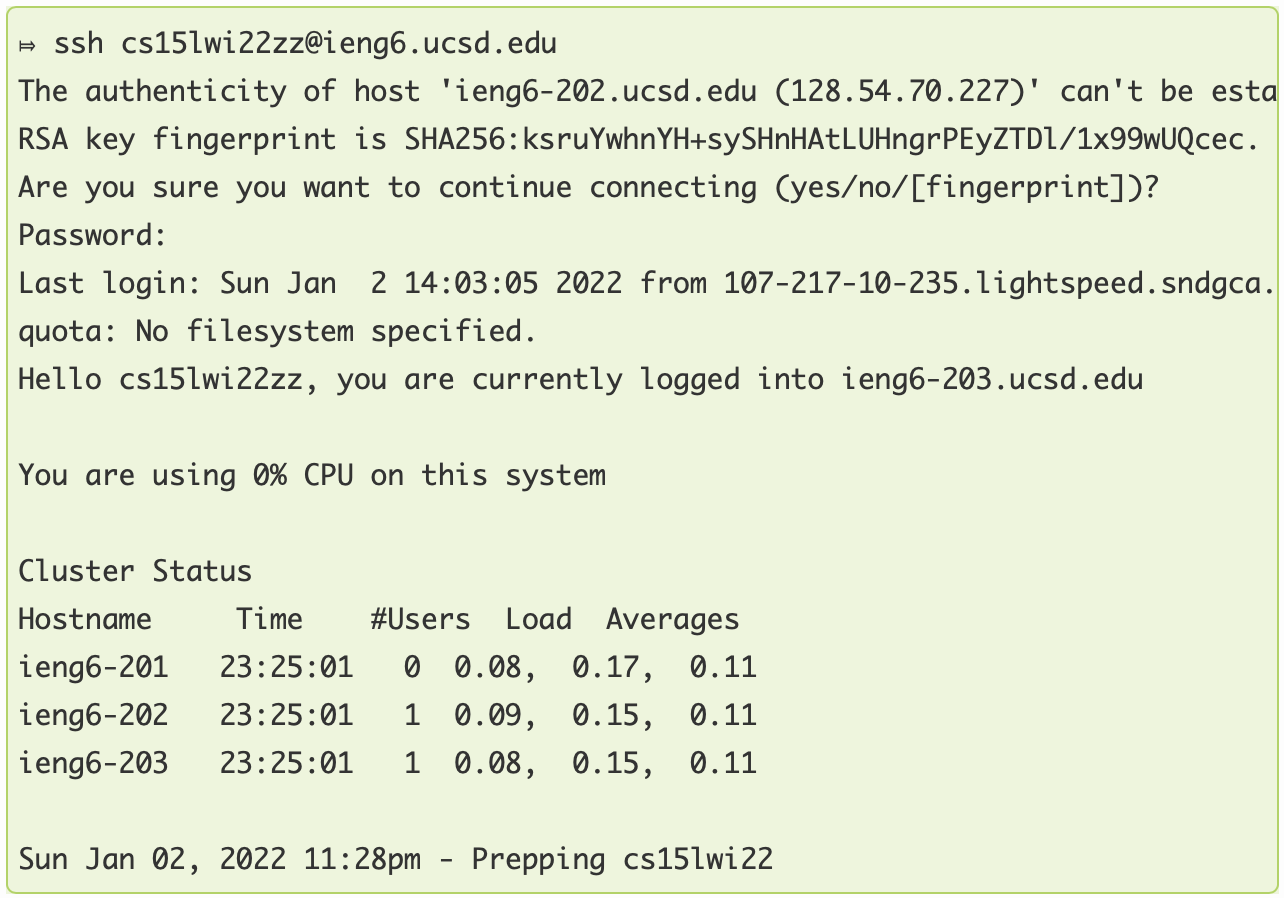 ⤇ ssh cs15lwi22zz@ieng6.ucsd.edu
The authenticity of host 'ieng6-202.ucsd.edu (128.54.70.227)' can't be esta
RSA key fingerprint is SHA256:ksruYwhnYH+sySHnHAtLUHngrPEyZTDl/1x99wUQcec.
Are you sure you want to continue connecting (yes/no/[fingerprint])?
Password:
Last login: Sun Jan  2 14:03:05 2022 from 107-217-10-235.lightspeed.sndgca.
quota: No filesystem specified.
Hello cs15lwi22zz, you are currently logged into ieng6-203.ucsd.edu
You are using 0% CPU on this system
Cluster Status
Hostname     Time    #Users  Load  Averages
ieng6-201   23:25:01   0  0.08,  0.17,  0.11
ieng6-202   23:25:01   1  0.09,  0.15,  0.11
ieng6-203   23:25:01   1  0.08,  0.15,  0.11
Sun Jan 02, 2022 11:28pm - Prepping cs15lwi22